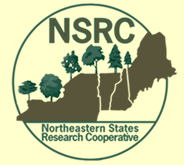 NSRC
Northeastern States
Research Cooperative